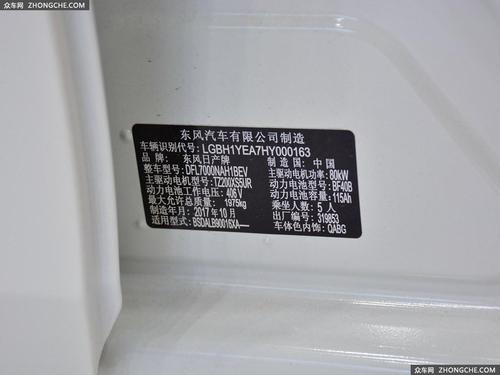 众车网 ZHONGCHE.COM
东风汽车有限公司制造
车辆识别代号: LGBH1YEA7HY000163
品 牌: 东风日产牌 制 造 国: 中 国
整车型号: DFL7000NAH1BEV 驱动电机峰值功率: 80kW
主驱动电机型号: TZ200XS5UR 动力电池型号: BF40B
动力电池工作电压: 406 V 动力电池容量: 115Ah
最大允许总质量: 1975kg 乘坐人数: 5 人
制造年月: 2017年10月 出厂编号: 319853
适用型式: BSDALB90016XA— 车体色内饰: QABG
众车网 ZHONGCHE.COM